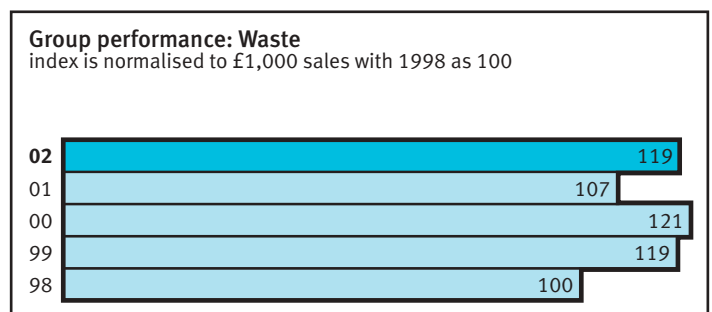 Group performance: Waste
index is normalised to £1,000 sales with 1998 as 100
02 119
01 107
00 121
99 119
98 100